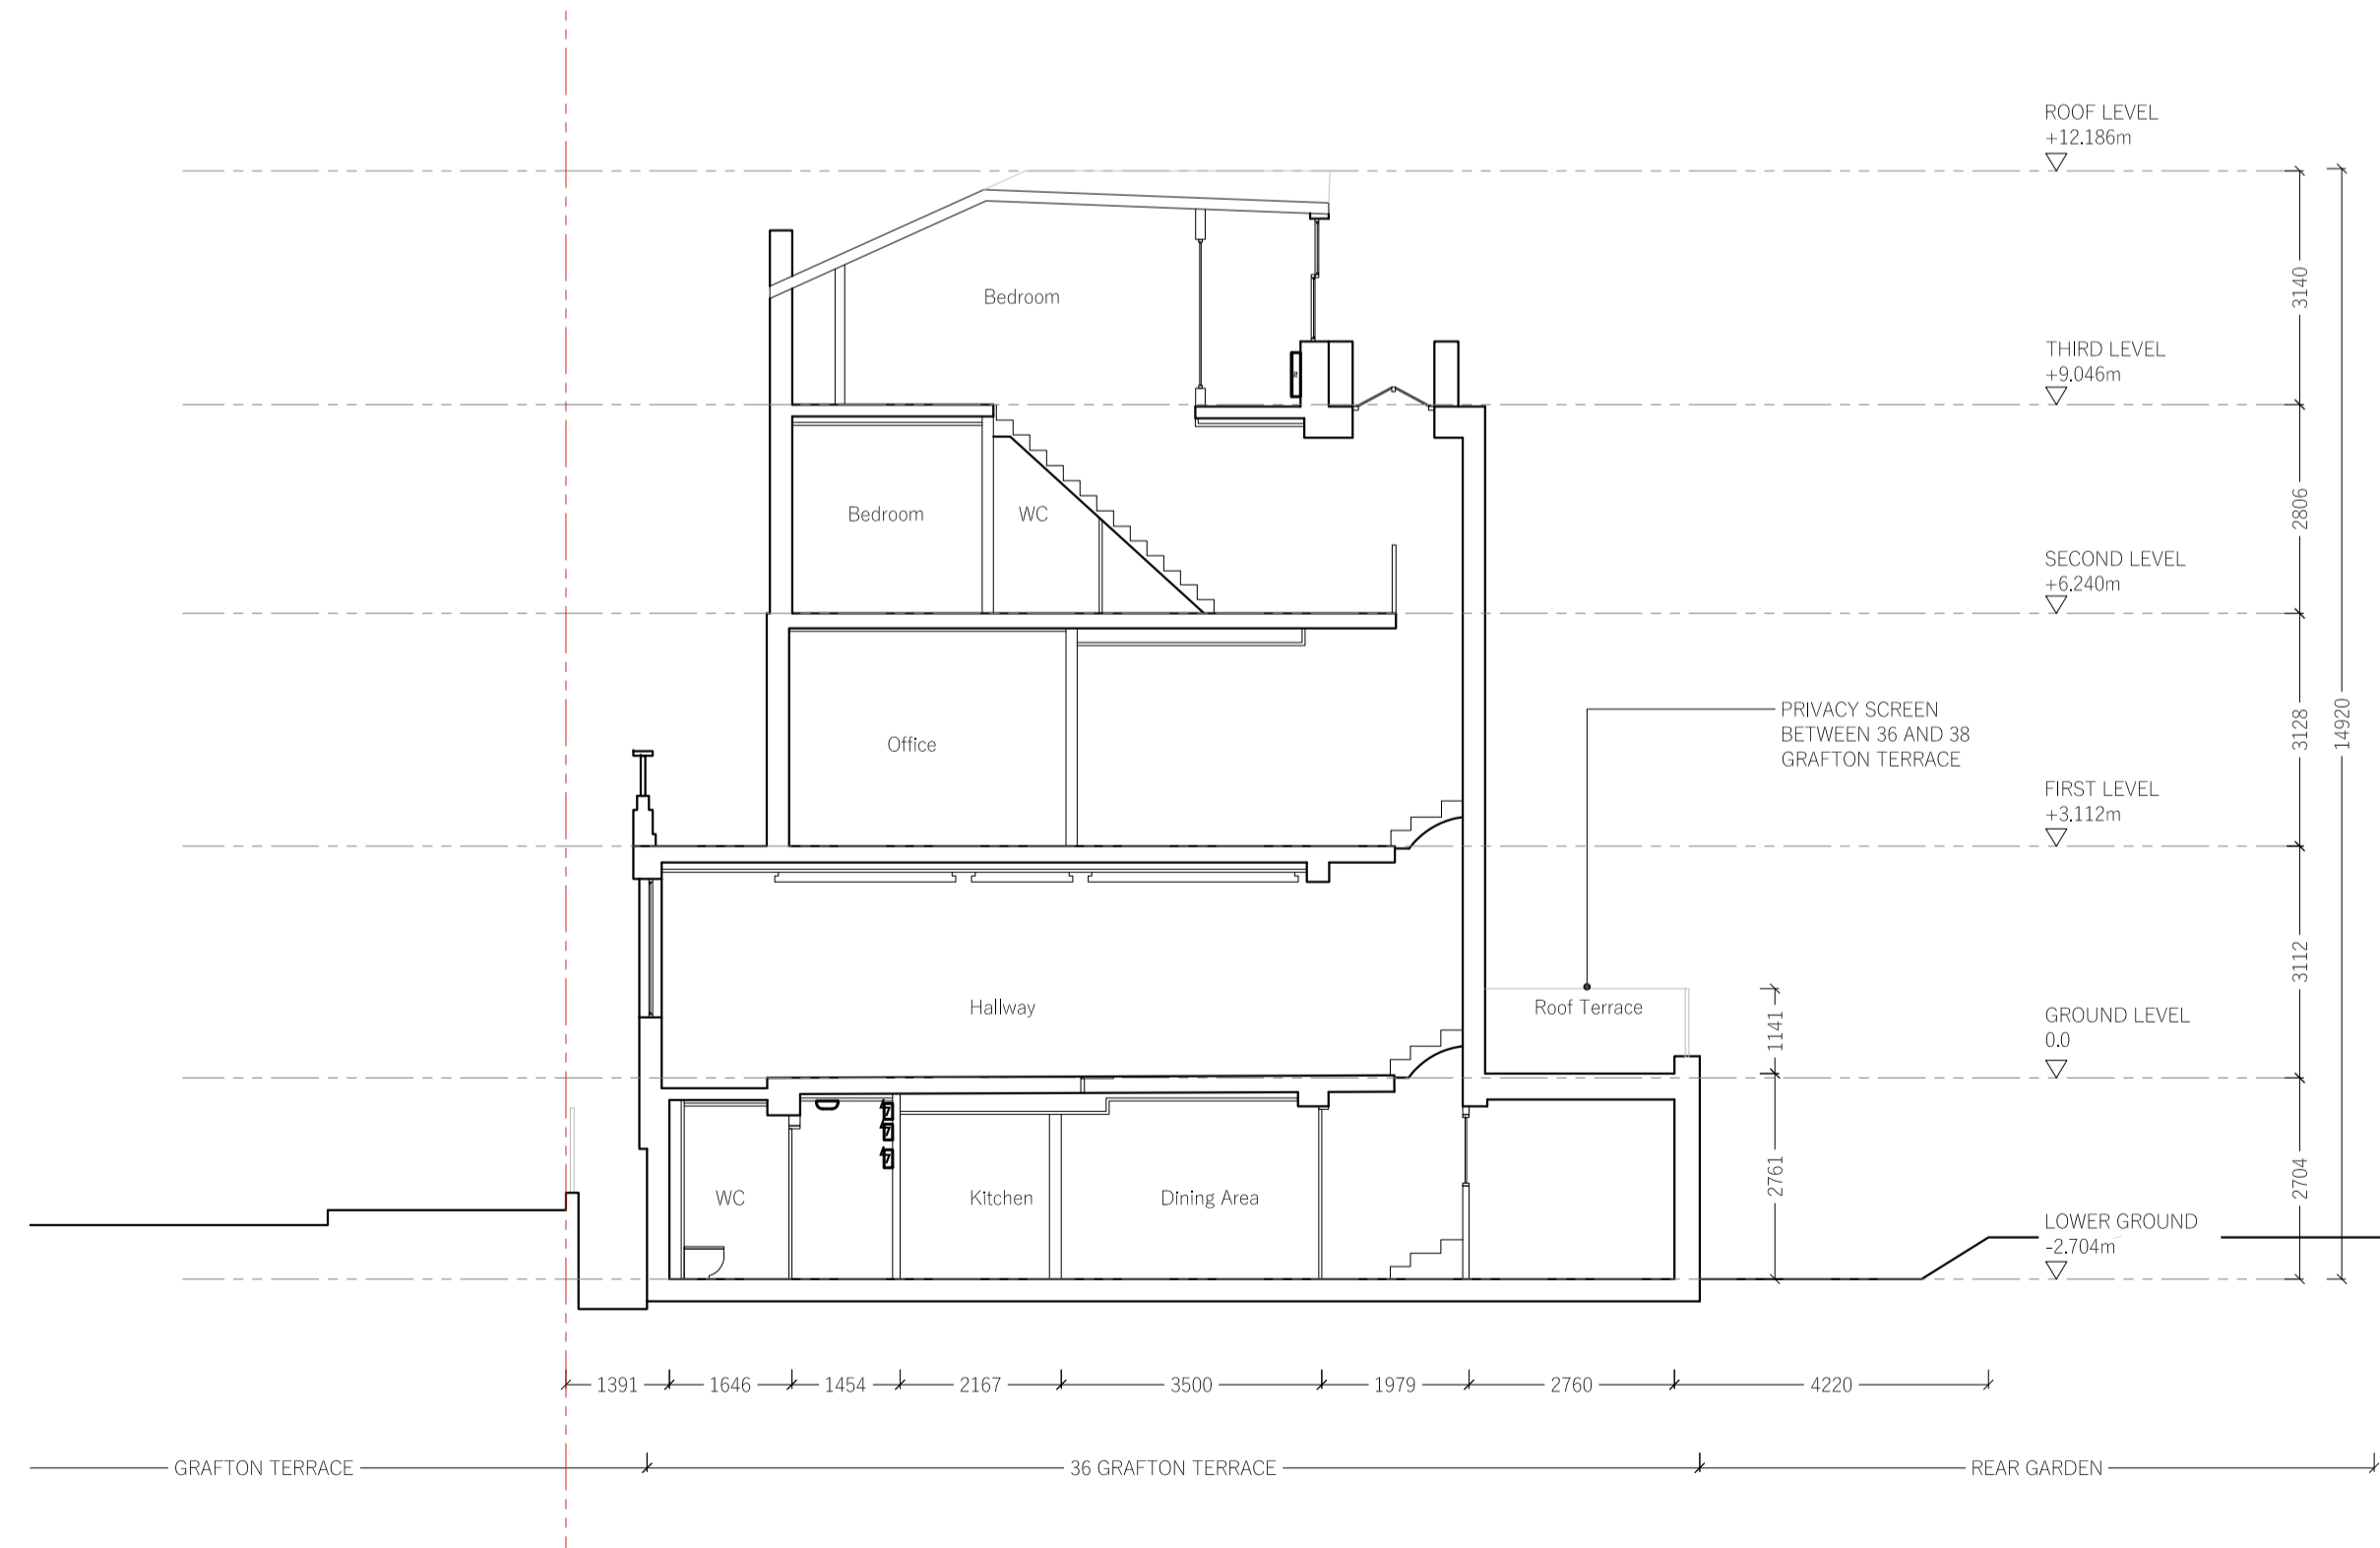 ROOF LEVEL
+12.186m
3140
Bedroom
THIRD LEVEL
+9.046m
2806
Bedroom
WC
SECOND LEVEL
+6.240m
14920
3128
PRIVACY SCREEN
BETWEEN 36 AND 38
GRAFTON TERRACE
Office
FIRST LEVEL
+3.112m
3112
Hallway
Roof Terrace
1141
GROUND LEVEL
0.0
2761
2704
WC
Kitchen
Dining Area
LOWER GROUND
-2.704m
1391
1646
1454
2167
3500
1979
2760
4220
GRAFTON TERRACE
36 GRAFTON TERRACE
REAR GARDEN